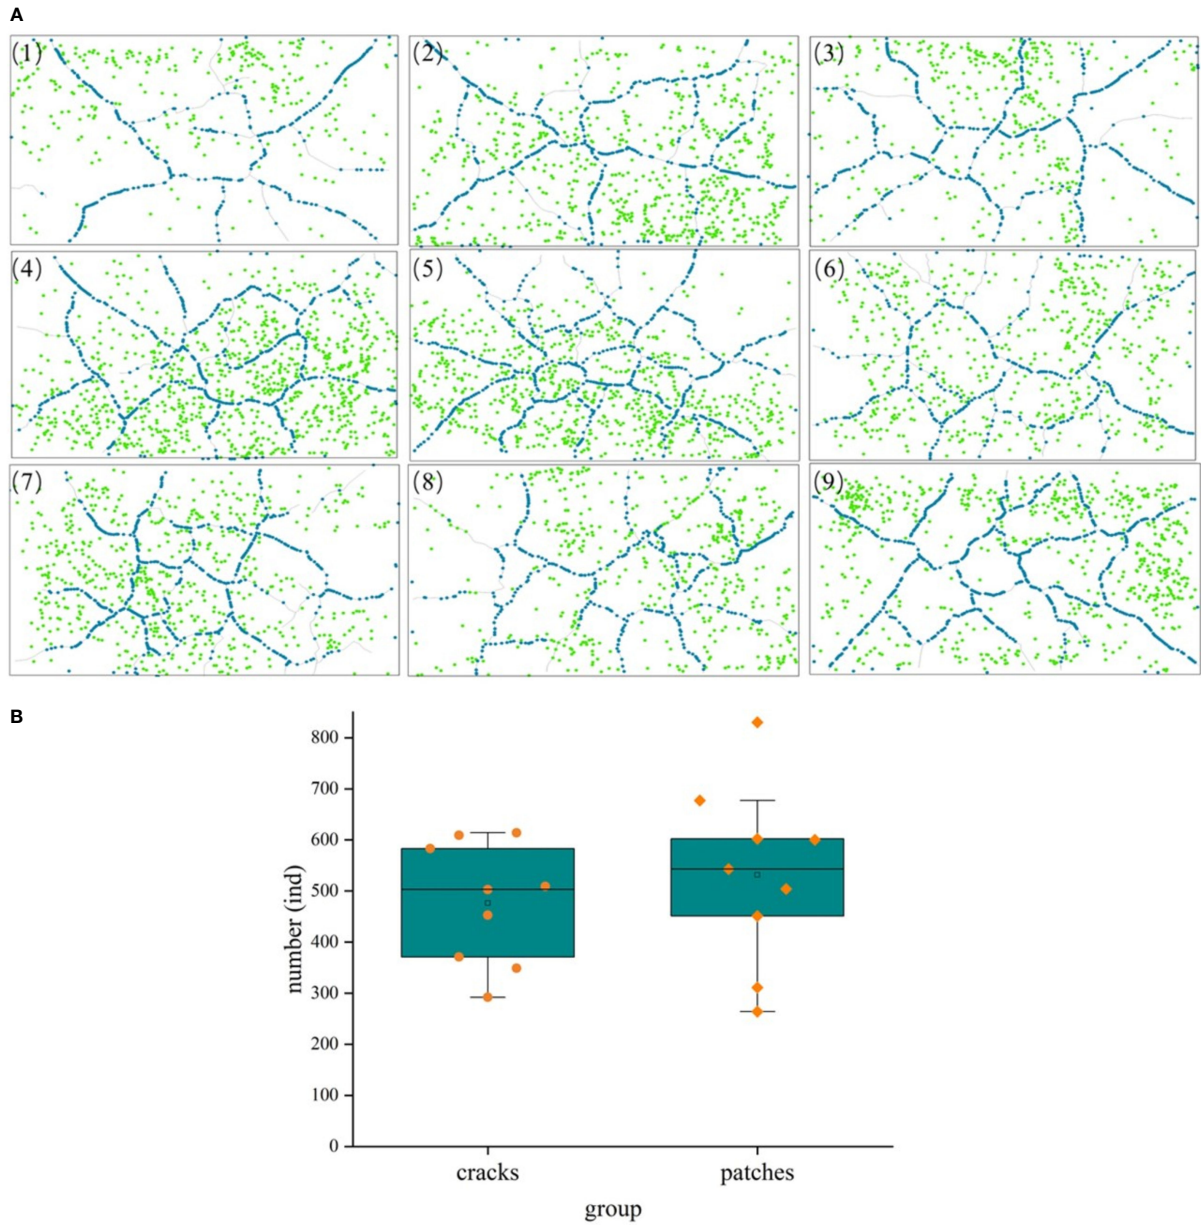 A
(1) (2) (3)
(4) (5) (6)
(7) (8) (9)
B
800
700
600
500
400
300
200
100
0
number (ind)
cracks patches
group